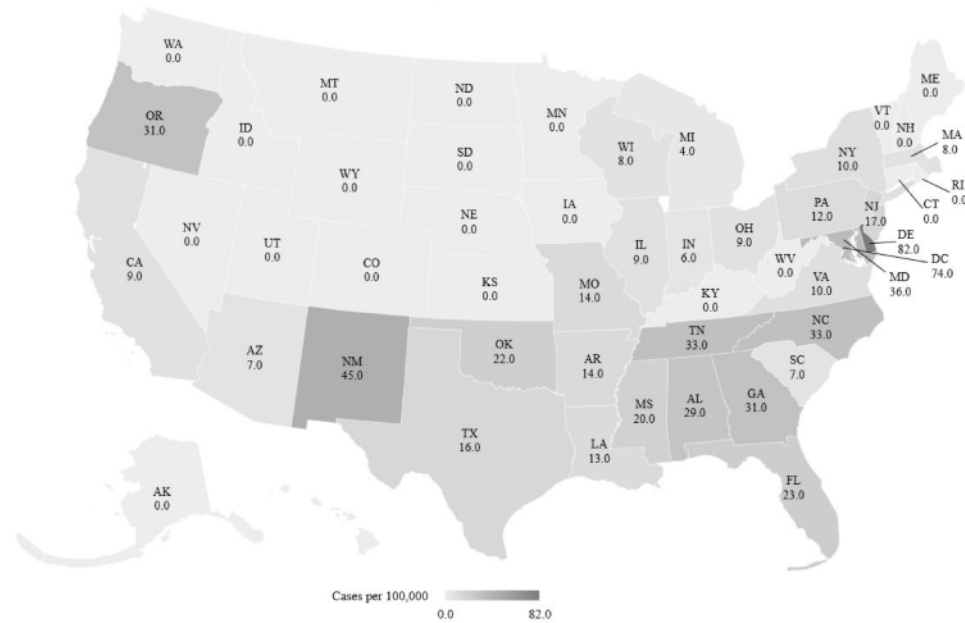 WA
0.0
OR
31.0
ID
0.0
MT
0.0
ND
0.0
MN
0.0
SD
0.0
WY
0.0
NE
0.0
IA
0.0
WI
8.0
MI
4.0
NY
10.0
VT
0.0
NH
0.0
ME
0.0
MA
8.0
RI
0.0
CT
0.0
NJ
17.0
PA
12.0
DE
82.0
DC
74.0
MD
36.0
NV
0.0
UT
0.0
CO
0.0
CA
9.0
KS
0.0
MO
14.0
IL
9.0
IN
6.0
OH
9.0
WV
0.0
VA
10.0
KY
0.0
TN
33.0
NC
33.0
SC
7.0
GA
31.0
AL
29.0
MS
20.0
AR
14.0
OK
22.0
NM
45.0
AZ
7.0
TX
16.0
LA
13.0
FL
23.0
AK
0.0
Cases per 100,000
0.0 82.0